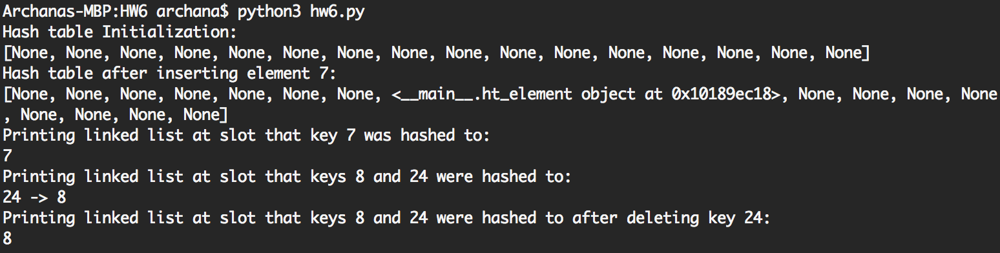 Archanas-MBP:HW6 archana$ python3 hw6.py
Hash table Initialization:
[None, None, None, None, None, None, None, None, None, None, None, None, None, None, None, None]
Hash table after inserting element 7:
[None, None, None, None, None, None, None, <__main__.ht_element object at 0x10189ec18>, None, None, None, None
, None, None, None, None]
Printing linked list at slot that key 7 was hashed to:
7
Printing linked list at slot that keys 8 and 24 were hashed to:
24 -> 8
Printing linked list at slot that keys 8 and 24 were hashed to after deleting key 24:
8